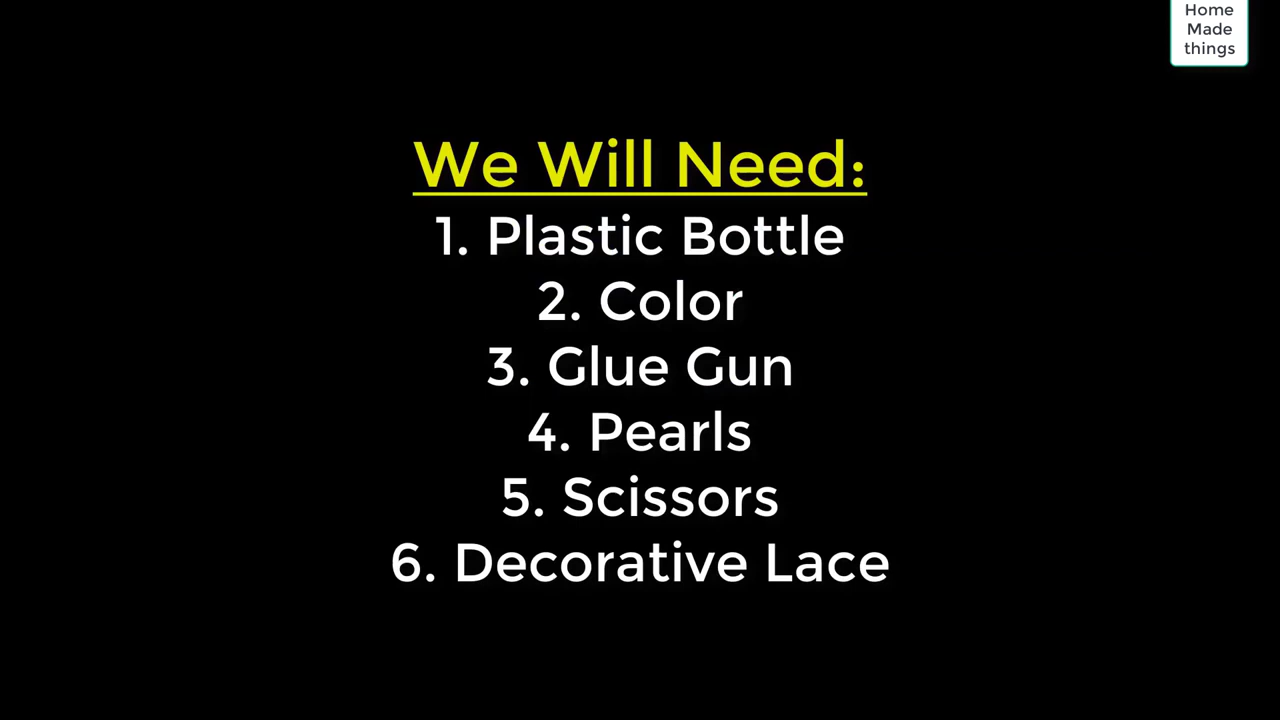 Home
Made
things
We Will Need:
1. Plastic Bottle
2. Color
3. Glue Gun
4. Pearls
5. Scissors
6. Decorative Lace